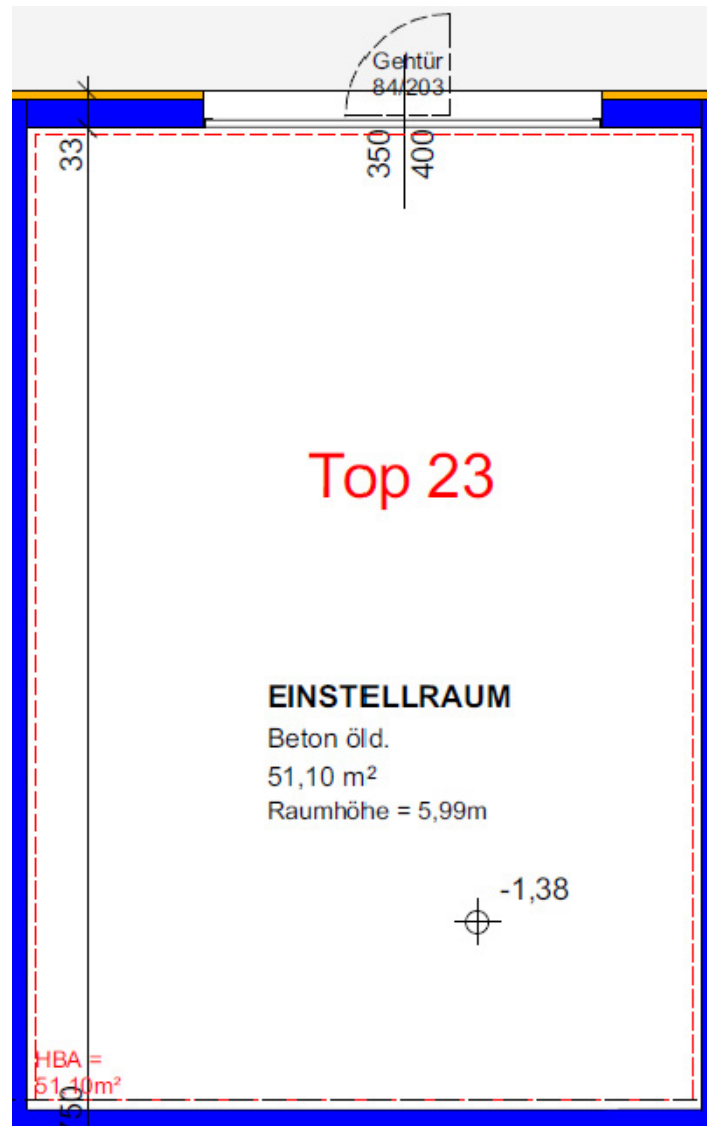 Gehtür
84/203
33
350
400
Top 23
EINSTELLRAUM
Beton öld.
51,10 m²
Raumhöhe = 5,99m
-1,38
HBA =
51,10m²